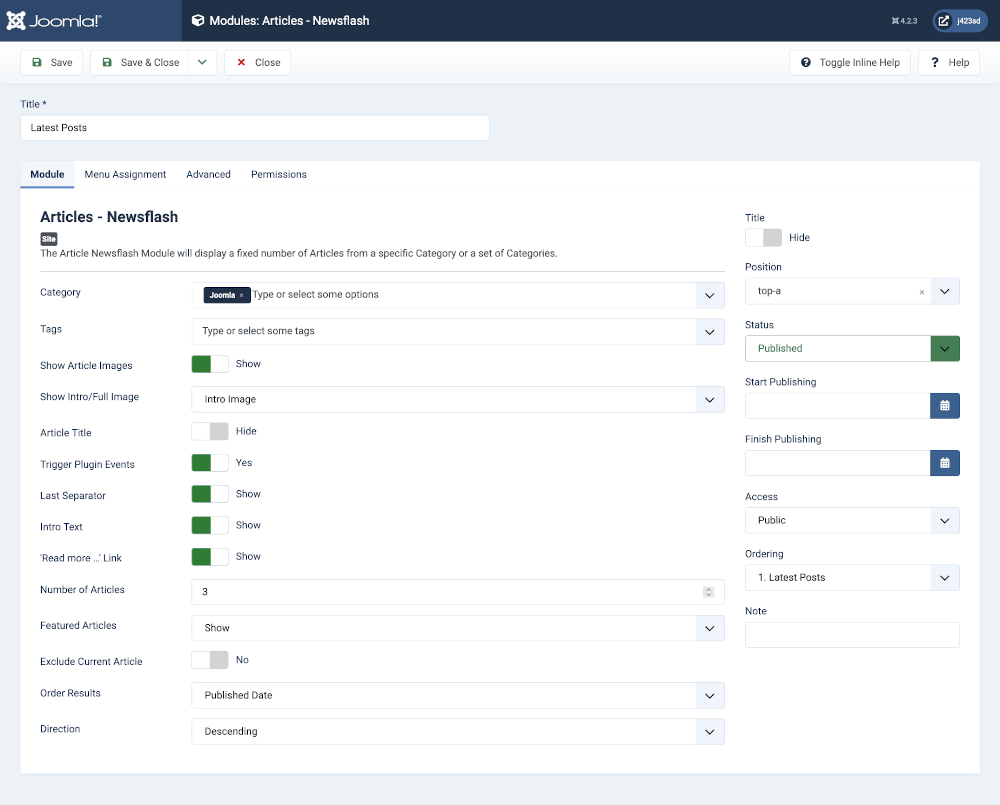 Joomla!
Modules: Articles - Newsflash
4.2.3
j423sd
Save
Save & Close
Close
Toggle Inline Help
? Help
Title *
Latest Posts
Module
Menu Assignment
Advanced
Permissions
Articles - Newsflash
Site
The Article Newsflash Module will display a fixed number of Articles from a specific Category or a set of Categories.
Category
Joomla × Type or select some options
Tags
Type or select some tags
Show Article Images
Show
Show Intro/Full Image
Intro Image
Article Title
Hide
Trigger Plugin Events
Yes
Last Separator
Show
Intro Text
Show
'Read more ...' Link
Show
Number of Articles
3
Featured Articles
Show
Exclude Current Article
No
Order Results
Published Date
Direction
Descending
Title
Hide
Position
top-a ×
Status
Published
Start Publishing
Finish Publishing
Access
Public
Ordering
1. Latest Posts
Note